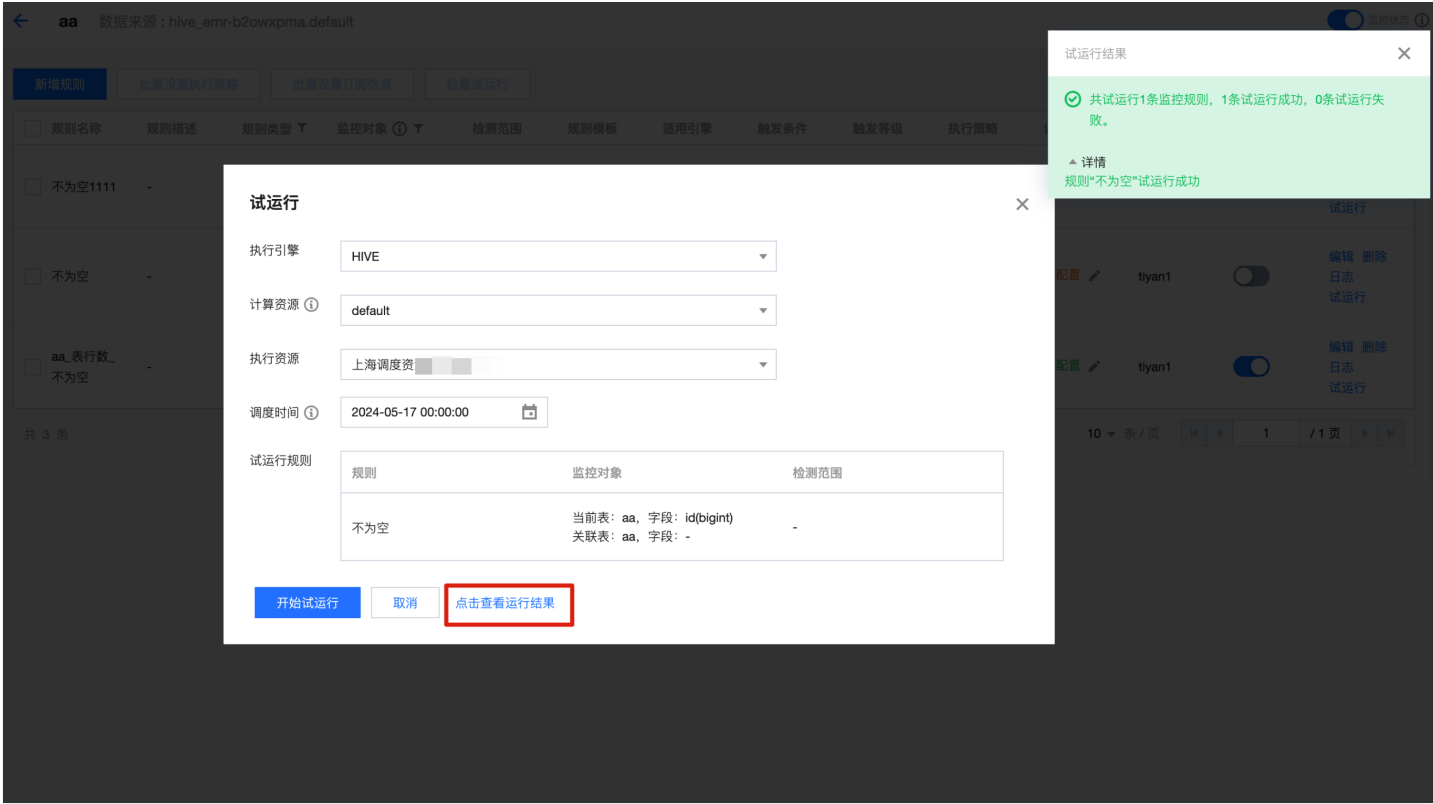 aa 数据来源 : hive_emr-b2owxpma.default
监控状态
新增规则 批量设置执行策略 批量设置订阅信息 批量试运行
规则名称 规则描述 规则类型 监控对象 检测范围 规则模板 适用引擎 触发条件 触发等级 执行策略
试运行结果
共试运行1条监控规则，1条试运行成功，0条试运行失
败。
详情
规则“不为空”试运行成功
不为空1111 -
试运行
不为空 -
配置 tiyan1
编辑 删除
日志
试运行
aa_表行数_
不为空 -
配置 tiyan1
编辑 删除
日志
试运行
共 3 条
10 条 / 页 1 / 1 页
试运行
执行引擎 HIVE
计算资源 default
执行资源 上海调度资
调度时间 2024-05-17 00:00:00
试运行规则
规则 监控对象 检测范围
不为空
当前表：aa，字段：id(bigint)
关联表：aa，字段：-
-
开始试运行 取消 点击查看运行结果